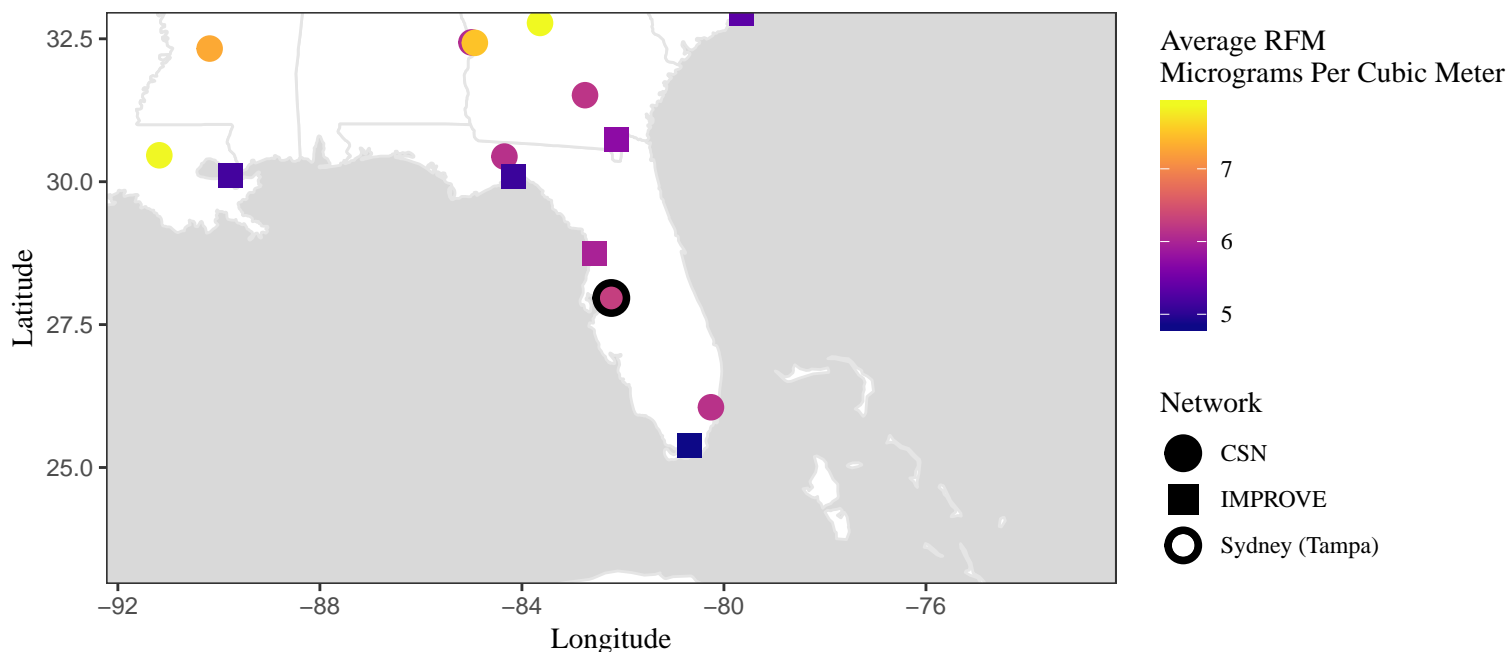 32.5
30.0
27.5
25.0
Latitude
−92
−88
−84
−80
−76
Longitude
Average RFM
Micrograms Per Cubic Meter
7
6
5
Network
CSN
IMPROVE
Sydney (Tampa)